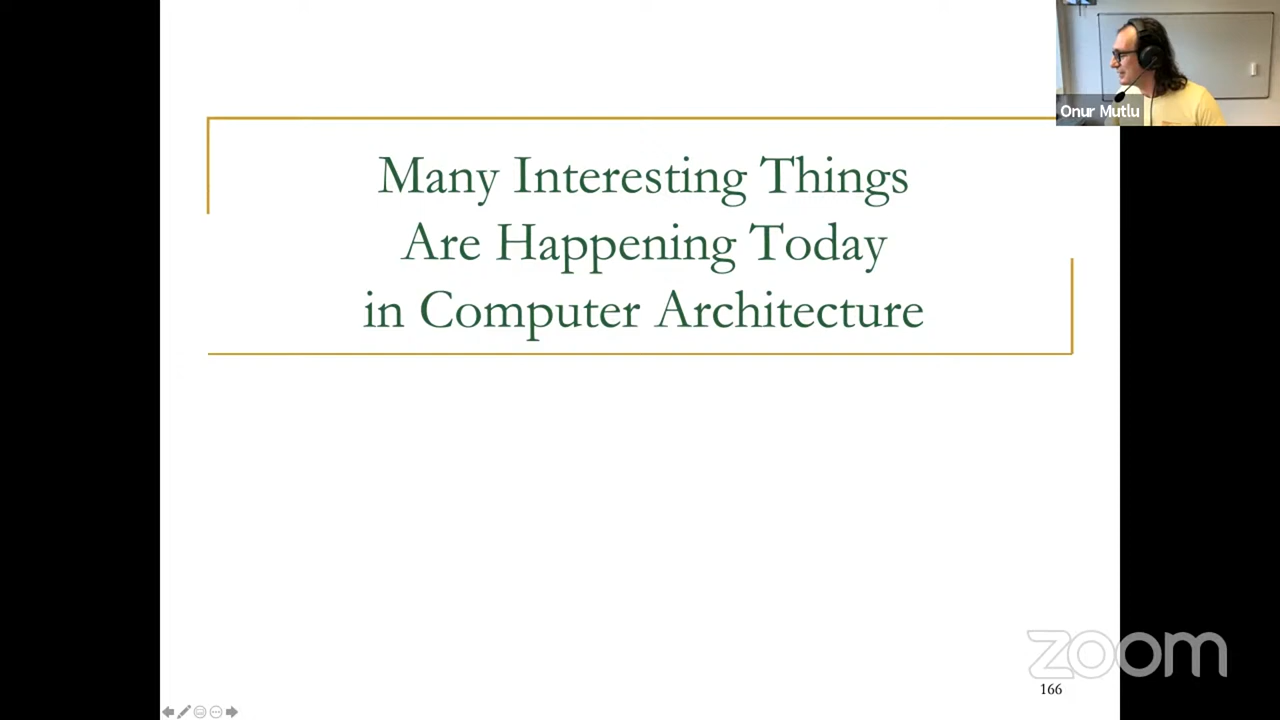 Onur Mutlu
Many Interesting Things
Are Happening Today
in Computer Architecture
zoom
166